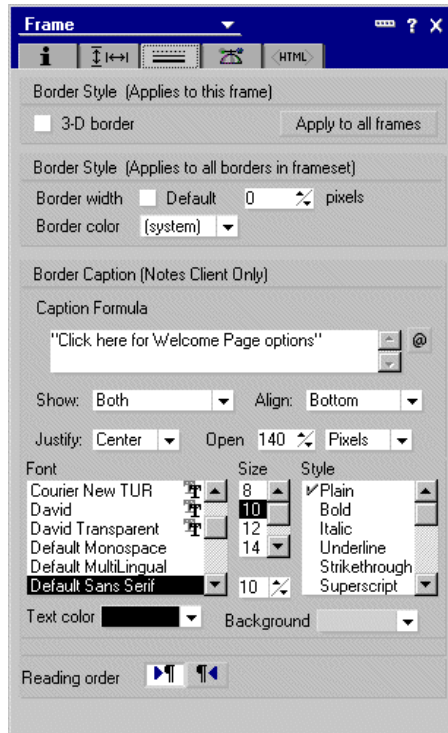 Frame ? X
i <HTML>
Border Style (Applies to this frame)
3-D border Apply to all frames
Border Style (Applies to all borders in frameset)
Border width Default 0 pixels
Border color (system)
Border Caption (Notes Client Only)
Caption Formula
"Click here for Welcome Page options" @
Show: Both Align: Bottom
Justify: Center Open 140 Pixels
Font Size Style
Courier New TUR 8 Plain
David 10 Bold
David Transparent 12 Italic
Default Monospace 14 Underline
Default MultiLingual Strikethrough
Default Sans Serif 10 Superscript
Text color Background
Reading order ¶ ¶